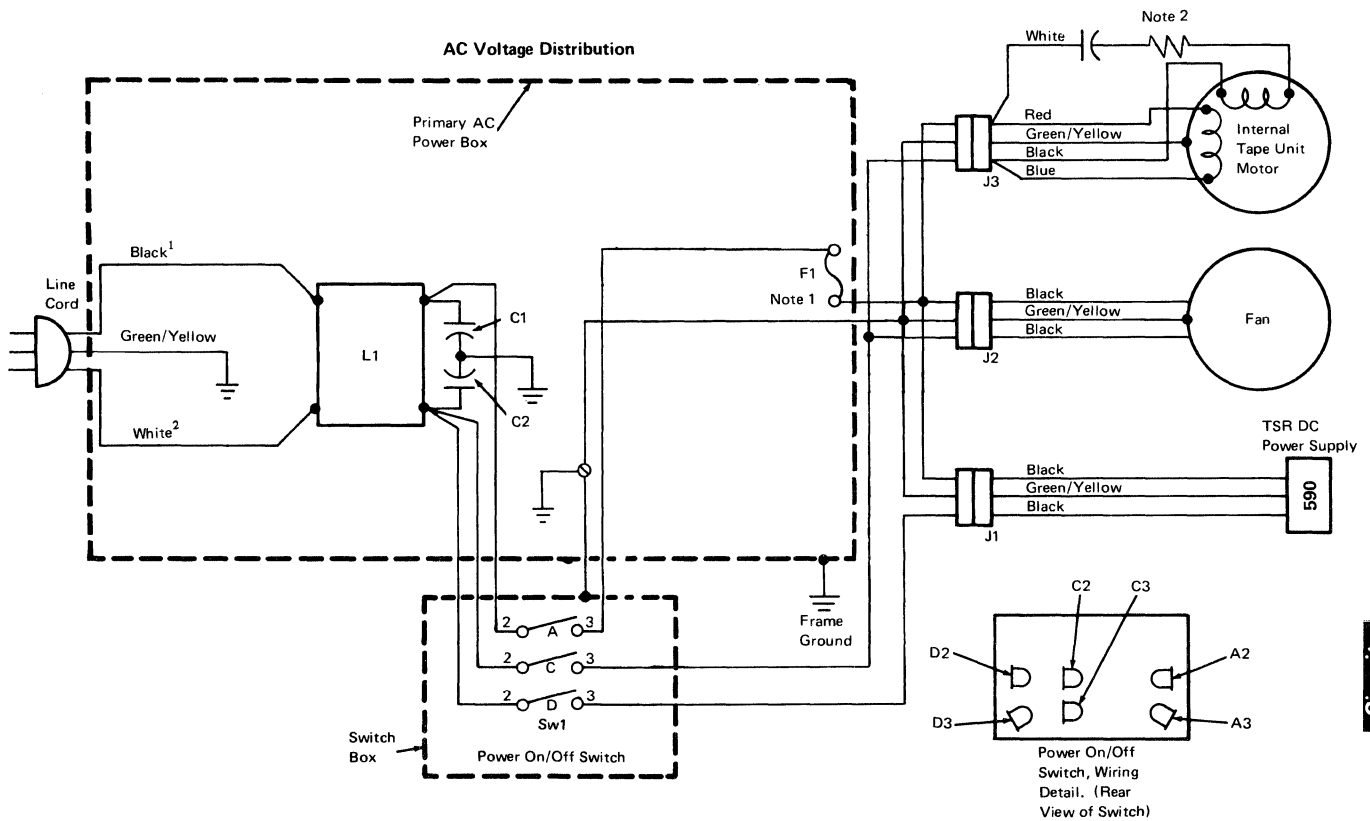 AC Voltage Distribution
Primary AC
Power Box
Line
Cord
Black¹
Green/Yellow
White²
L1
C1
C2
F1
Note 1
White
Note 2
Red
Green/Yellow
Black
Blue
J3
Internal
Tape Unit
Motor
Black
Green/Yellow
Black
J2
Fan
TSR DC
Power Supply
Black
Green/Yellow
Black
J1
590
Frame
Ground
2 A 3
2 C 3
2 D 3
Sw1
Power On/Off Switch
Switch
Box
C2
C3
D2
A2
D3
A3
Power On/Off
Switch, Wiring
Detail. (Rear
View of Switch)